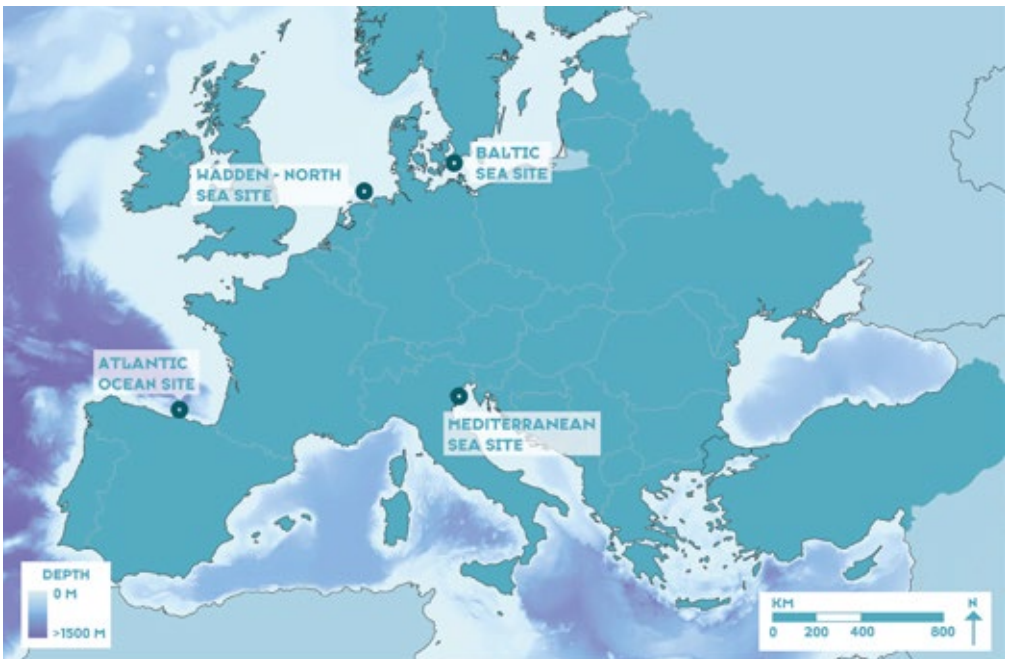 WADDEN - NORTH
SEA SITE
BALTIC
SEA SITE
ATLANTIC
OCEAN SITE
MEDITERRANEAN
SEA SITE
DEPTH
0 M
>1500 M
KM
N
0 200 400 800